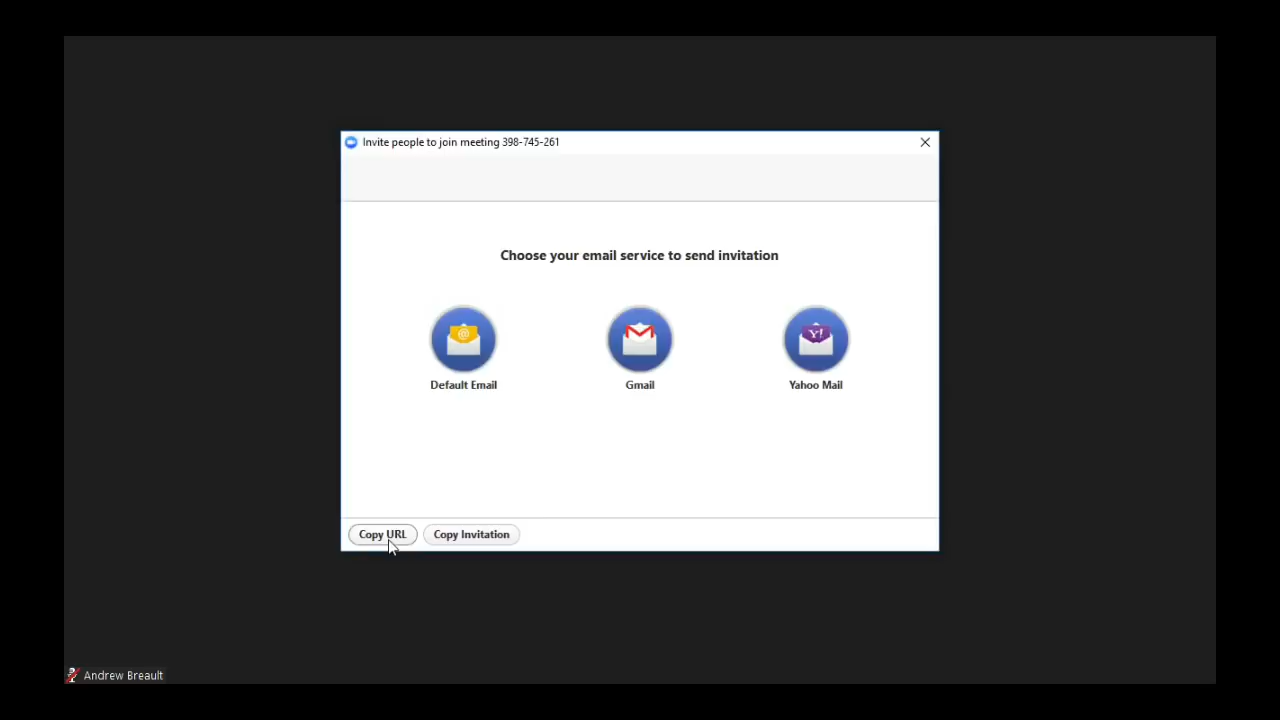 Invite people to join meeting 398-745-261
Choose your email service to send invitation
@
Y!
Default Email
Gmail
Yahoo Mail
Copy URL
Copy Invitation
Andrew Breault